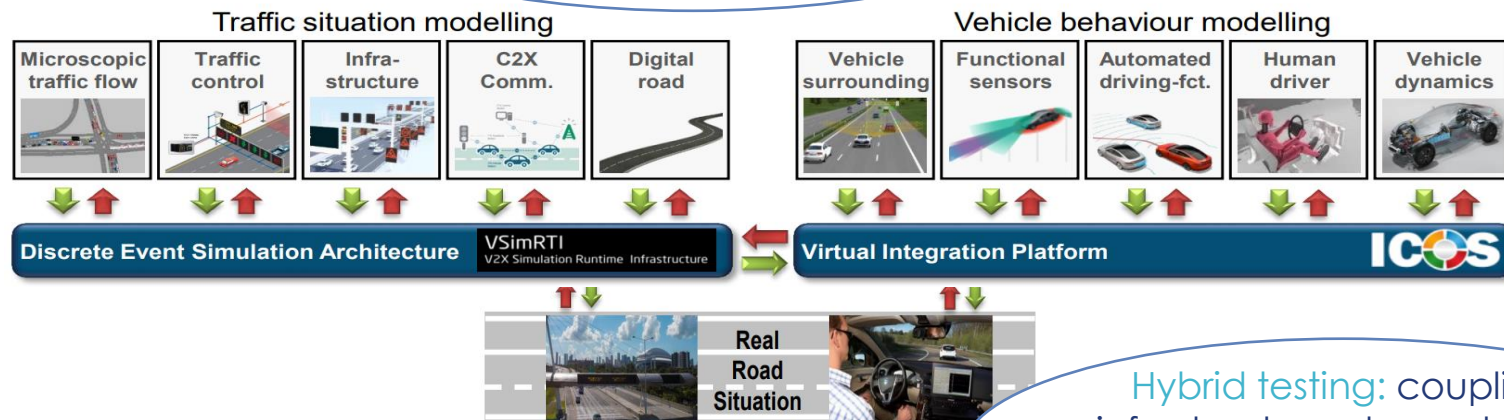 Traffic situation modelling
Microscopic
traffic flow
Traffic
control
Infra-
structure
C2X
Comm.
Digital
road
Discrete Event Simulation Architecture
VSimRTI
V2X Simulation Runtime Infrastructure
Vehicle behaviour modelling
Vehicle
surrounding
Functional
sensors
Automated
driving-fct.
Human
driver
Vehicle
dynamics
Virtual Integration Platform
ICOS
Real
Road
Situation
Hybrid testing: